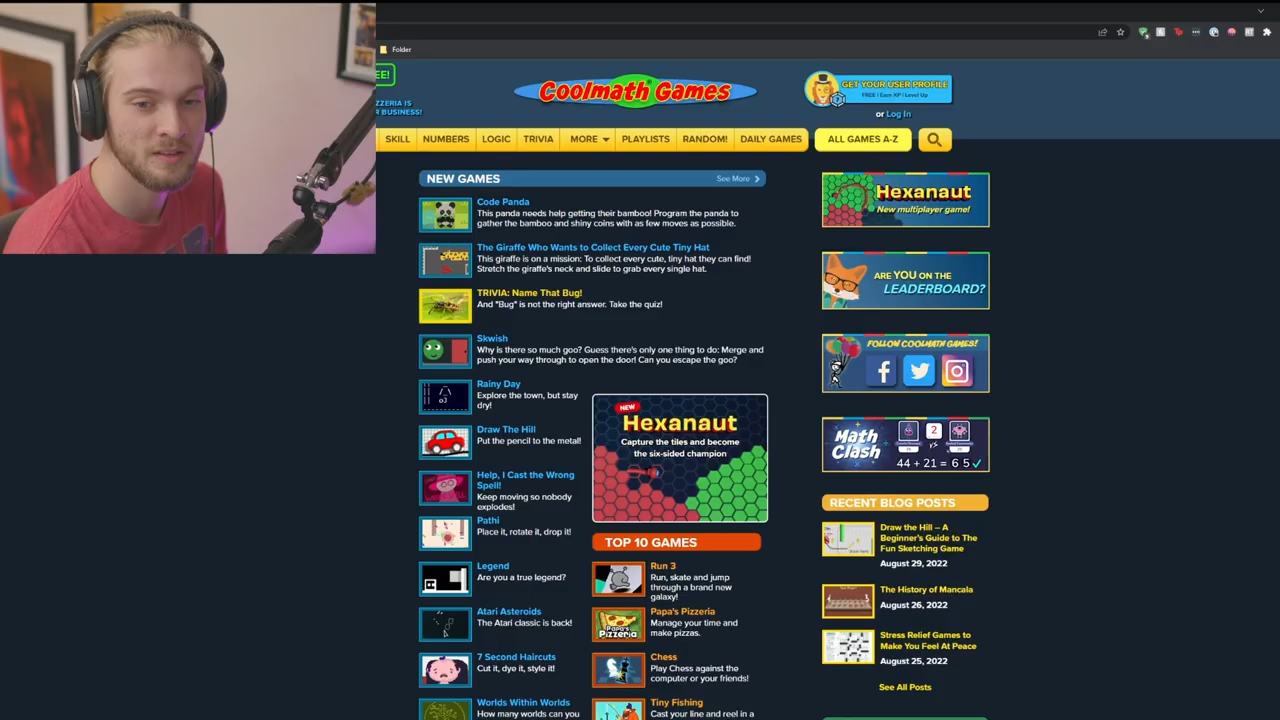 Folder
EE!
ZZERIA IS
R BUSINESS!
Coolmath Games
GET YOUR USER PROFILE
FREE | Earn XP | Level Up
or Log In
SKILL
NUMBERS
LOGIC
TRIVIA
MORE
PLAYLISTS
RANDOM!
DAILY GAMES
ALL GAMES A-Z
NEW GAMES
See More
Code Panda
This panda needs help getting their bamboo! Program the panda to
gather the bamboo and shiny coins with as few moves as possible.
The Giraffe Who Wants to Collect Every Cute Tiny Hat
This giraffe is on a mission: To collect every cute, tiny hat they can find!
Stretch the giraffe's neck and slide to grab every single hat.
TRIVIA: Name That Bug!
And "Bug" is not the right answer. Take the quiz!
Skwish
Why is there so much goo? Guess there's only one thing to do: Merge and
push your way through to open the door! Can you escape the goo?
Rainy Day
Explore the town, but stay
dry!
Draw The Hill
Put the pencil to the metal!
Help, I Cast the Wrong
Spell!
Keep moving so nobody
explodes!
Pathi
Place it, rotate it, drop it!
Legend
Are you a true legend?
Atari Asteroids
The Atari classic is back!
7 Second Haircuts
Cut it, dye it, style it!
Worlds Within Worlds
How many worlds can you
NEW
Hexanaut
Capture the tiles and become
the six-sided champion
TOP 10 GAMES
Run 3
Run, skate and jump
through a brand new
galaxy!
PAPA'S
Pizzeria
Papa's Pizzeria
Manage your time and
make pizzas.
Chess
Play Chess against the
computer or your friends!
Tiny Fishing
Cast your line and reel in a
Hexanaut
New multiplayer game!
ARE YOU ON THE
LEADERBOARD?
FOLLOW COOLMATH GAMES!
Math
Clash
2
VS
44 + 21 = 6 5
RECENT BLOG POSTS
Draw the Hill – A
Beginner's Guide to The
Fun Sketching Game
August 29, 2022
The History of Mancala
August 26, 2022
Stress Relief Games to
Make You Feel At Peace
August 25, 2022
See All Posts